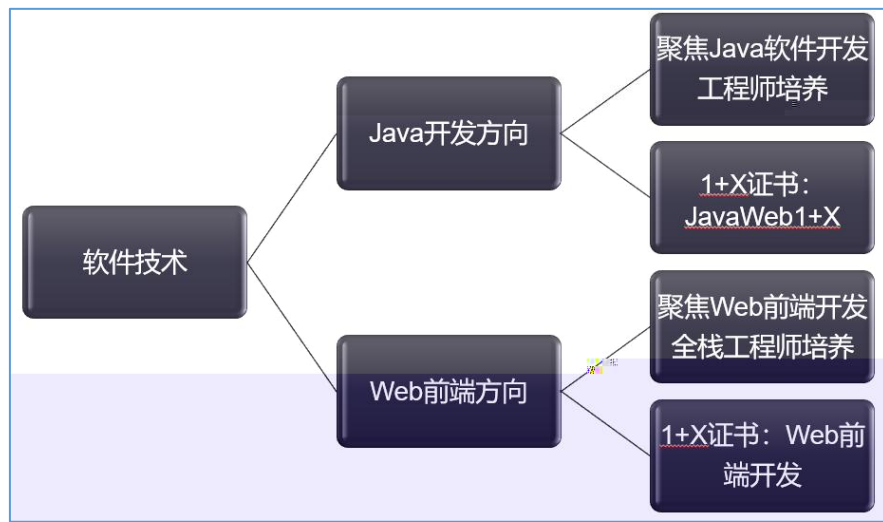 软件技术
Java开发方向
聚焦Java软件开发
工程师培养
1+X证书：
JavaWeb1+X
Web前端方向
聚焦Web前端开发
全栈工程师培养
1+X证书：Web前
端开发